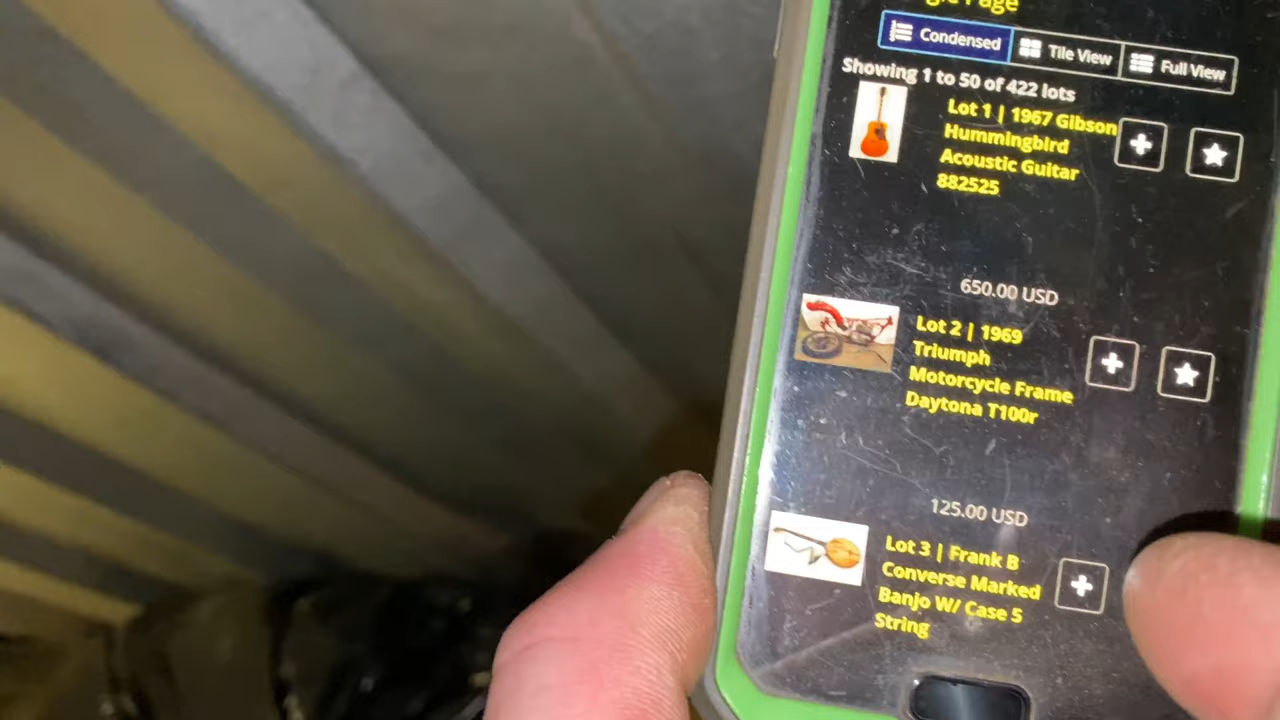 Page
Condensed
Tile View
Full View
Showing 1 to 50 of 422 lots
Lot 1 | 1967 Gibson
Hummingbird
Acoustic Guitar
882525
650.00 USD
Lot 2 | 1969
Triumph
Motorcycle Frame
Daytona T100r
125.00 USD
Lot 3 | Frank B
Converse Marked
Banjo W/ Case 5
String